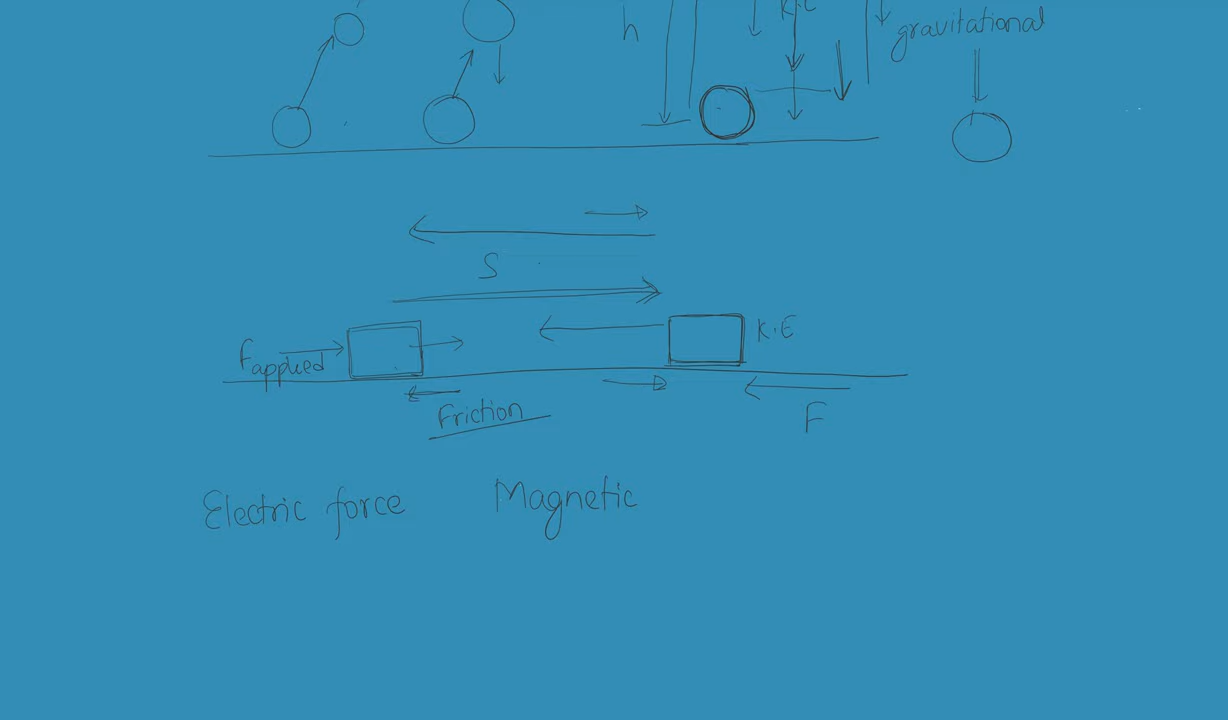 h
K.E
gravitational
S
K.E
Fapplied
Friction
F
Electric force
Magnetic